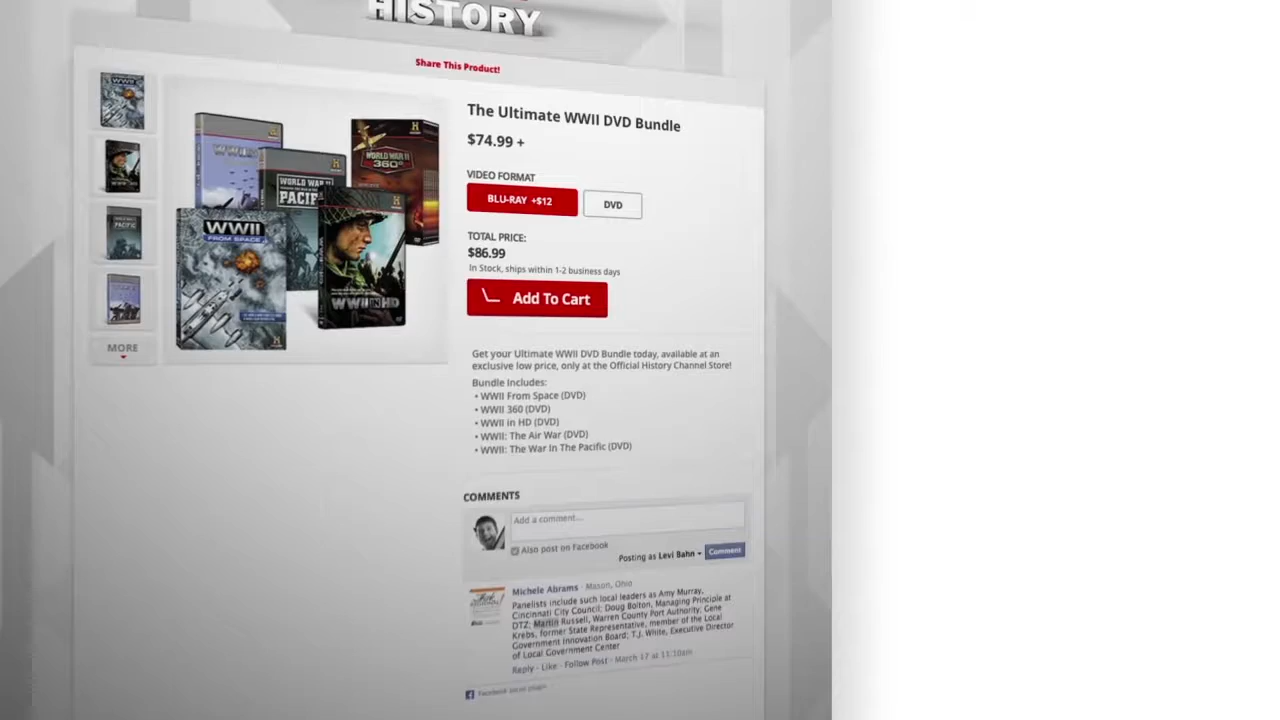 HISTORY
Share This Product!
The Ultimate WWII DVD Bundle
$74.99 +
VIDEO FORMAT
BLU-RAY +$12
DVD
TOTAL PRICE:
$86.99
In Stock, ships within 1-2 business days
Add To Cart
WWII
WORLD WAR II
360°
WORLD WAR II
PACIFIC
WWII
FROM SPACE
WWII IN HD
MORE
Get your Ultimate WWII DVD Bundle today, available at an
exclusive low price, only at the Official History Channel Store!
Bundle Includes:
• WWII From Space (DVD)
• WWII 360 (DVD)
• WWII in HD (DVD)
• WWII: The Air War (DVD)
• WWII: The War In The Pacific (DVD)
COMMENTS
Add a comment...
Also post on Facebook
Posting as Levi Bahn
Comment
Michele Abrams · Mason, Ohio
Panelists include such local leaders as Amy Murray,
Cincinnati City Council; Doug Bolton, Managing Principle at
DTZ; Martin Russell, Warren County Port Authority; Gene
Krebs, former State Representative, member of the Local
Government Innovation Board; T.J. White, Executive Director
of Local Government Center
Reply · Like · Follow Post · March 17 at 11:10am
Facebook social plugin